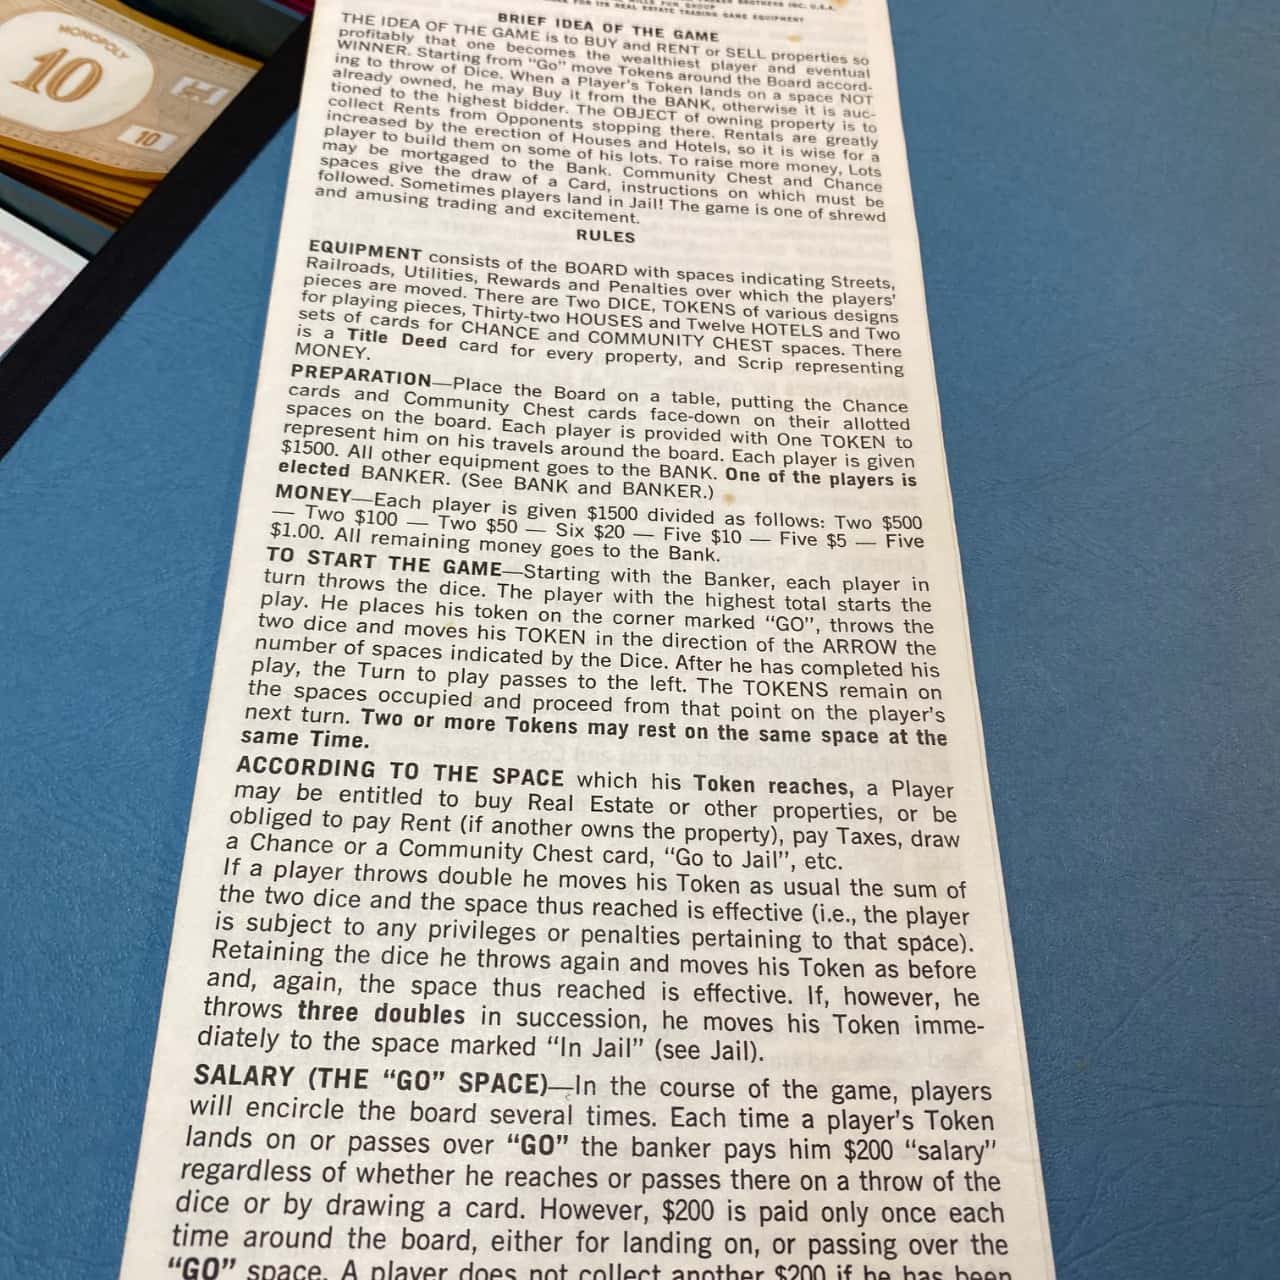 MONOPOLY
10
10
BROTHERS INC. U.S.A.
FUN GROUP
FOR ITS REAL ESTATE TRADING GAME EQUIPMENT
BRIEF IDEA OF THE GAME
THE IDEA OF THE GAME is to BUY and RENT or SELL properties so
profitably that one becomes the wealthiest player and eventual
WINNER. Starting from "Go" move Tokens around the Board accord-
ing to throw of Dice. When a Player's Token lands on a space NOT
already owned, he may Buy it from the BANK, otherwise it is auc-
tioned to the highest bidder. The OBJECT of owning property is to
collect Rents from Opponents stopping there. Rentals are greatly
increased by the erection of Houses and Hotels, so it is wise for a
player to build them on some of his lots. To raise more money, Lots
may be mortgaged to the Bank. Community Chest and Chance
spaces give the draw of a Card, instructions on which must be
followed. Sometimes players land in Jail! The game is one of shrewd
and amusing trading and excitement.
RULES
EQUIPMENT consists of the BOARD with spaces indicating Streets,
Railroads, Utilities, Rewards and Penalties over which the players'
pieces are moved. There are Two DICE, TOKENS of various designs
for playing pieces, Thirty-two HOUSES and Twelve HOTELS and Two
sets of cards for CHANCE and COMMUNITY CHEST spaces. There
is a Title Deed card for every property, and Scrip representing
MONEY.
PREPARATION—Place the Board on a table, putting the Chance
cards and Community Chest cards face-down on their allotted
spaces on the board. Each player is provided with One TOKEN to
represent him on his travels around the board. Each player is given
$1500. All other equipment goes to the BANK. One of the players is
elected BANKER. (See BANK and BANKER.)
MONEY—Each player is given $1500 divided as follows: Two $500
— Two $100 — Two $50 — Six $20 — Five $10 — Five $5 — Five
$1.00. All remaining money goes to the Bank.
TO START THE GAME—Starting with the Banker, each player in
turn throws the dice. The player with the highest total starts the
play. He places his token on the corner marked "GO", throws the
two dice and moves his TOKEN in the direction of the ARROW the
number of spaces indicated by the Dice. After he has completed his
play, the Turn to play passes to the left. The TOKENS remain on
the spaces occupied and proceed from that point on the player's
next turn. Two or more Tokens may rest on the same space at the
same Time.
ACCORDING TO THE SPACE which his Token reaches, a Player
may be entitled to buy Real Estate or other properties, or be
obliged to pay Rent (if another owns the property), pay Taxes, draw
a Chance or a Community Chest card, "Go to Jail", etc.
If a player throws double he moves his Token as usual the sum of
the two dice and the space thus reached is effective (i.e., the player
is subject to any privileges or penalties pertaining to that space).
Retaining the dice he throws again and moves his Token as before
and, again, the space thus reached is effective. If, however, he
throws three doubles in succession, he moves his Token imme-
diately to the space marked "In Jail" (see Jail).
SALARY (THE "GO" SPACE)—In the course of the game, players
will encircle the board several times. Each time a player's Token
lands on or passes over "GO" the banker pays him $200 "salary"
regardless of whether he reaches or passes there on a throw of the
dice or by drawing a card. However, $200 is paid only once each
time around the board, either for landing on, or passing over the
"GO" space. A player does not collect another $200 if he has been